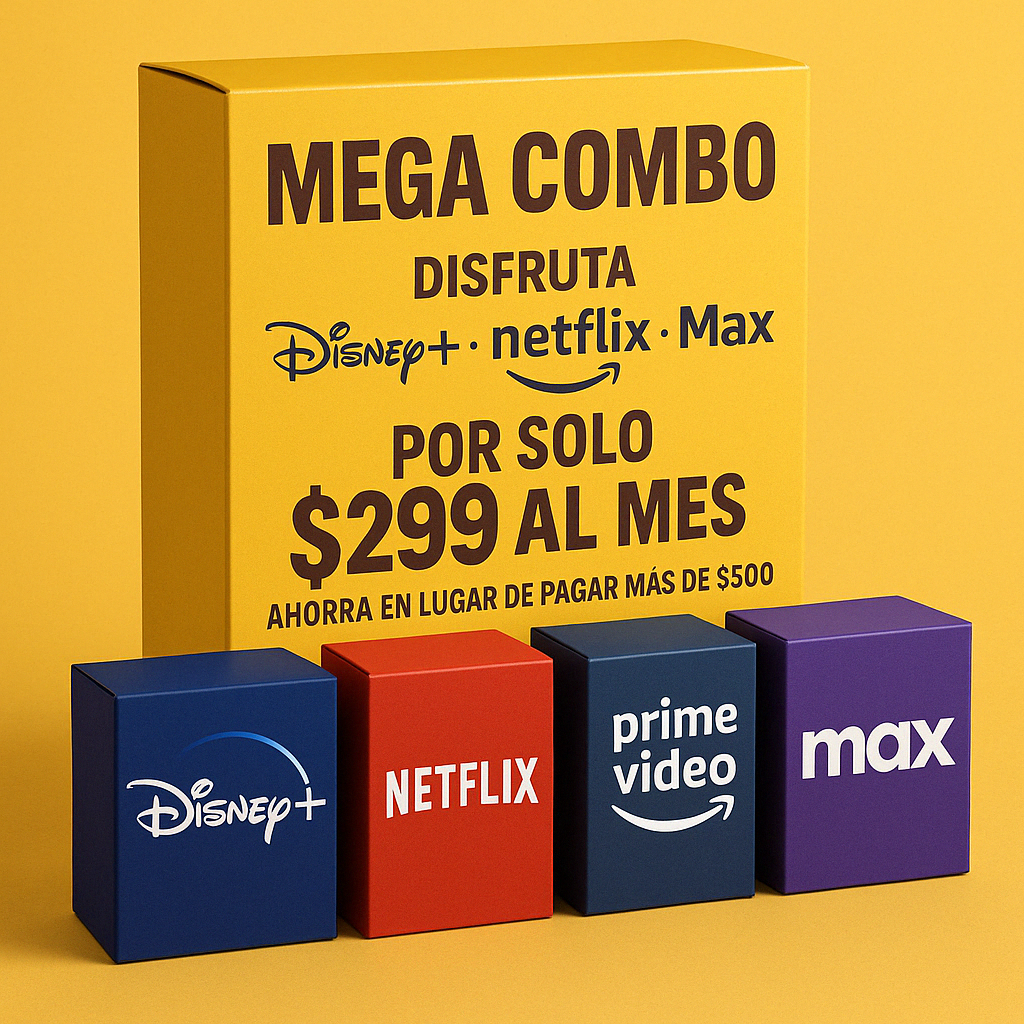 MEGA COMBO
DISFRUTA
Disney+ · netflix · Max
POR SOLO
$299 AL MES
AHORRA EN LUGAR DE PAGAR MÁS DE $500
Disney+
NETFLIX
prime
video
max